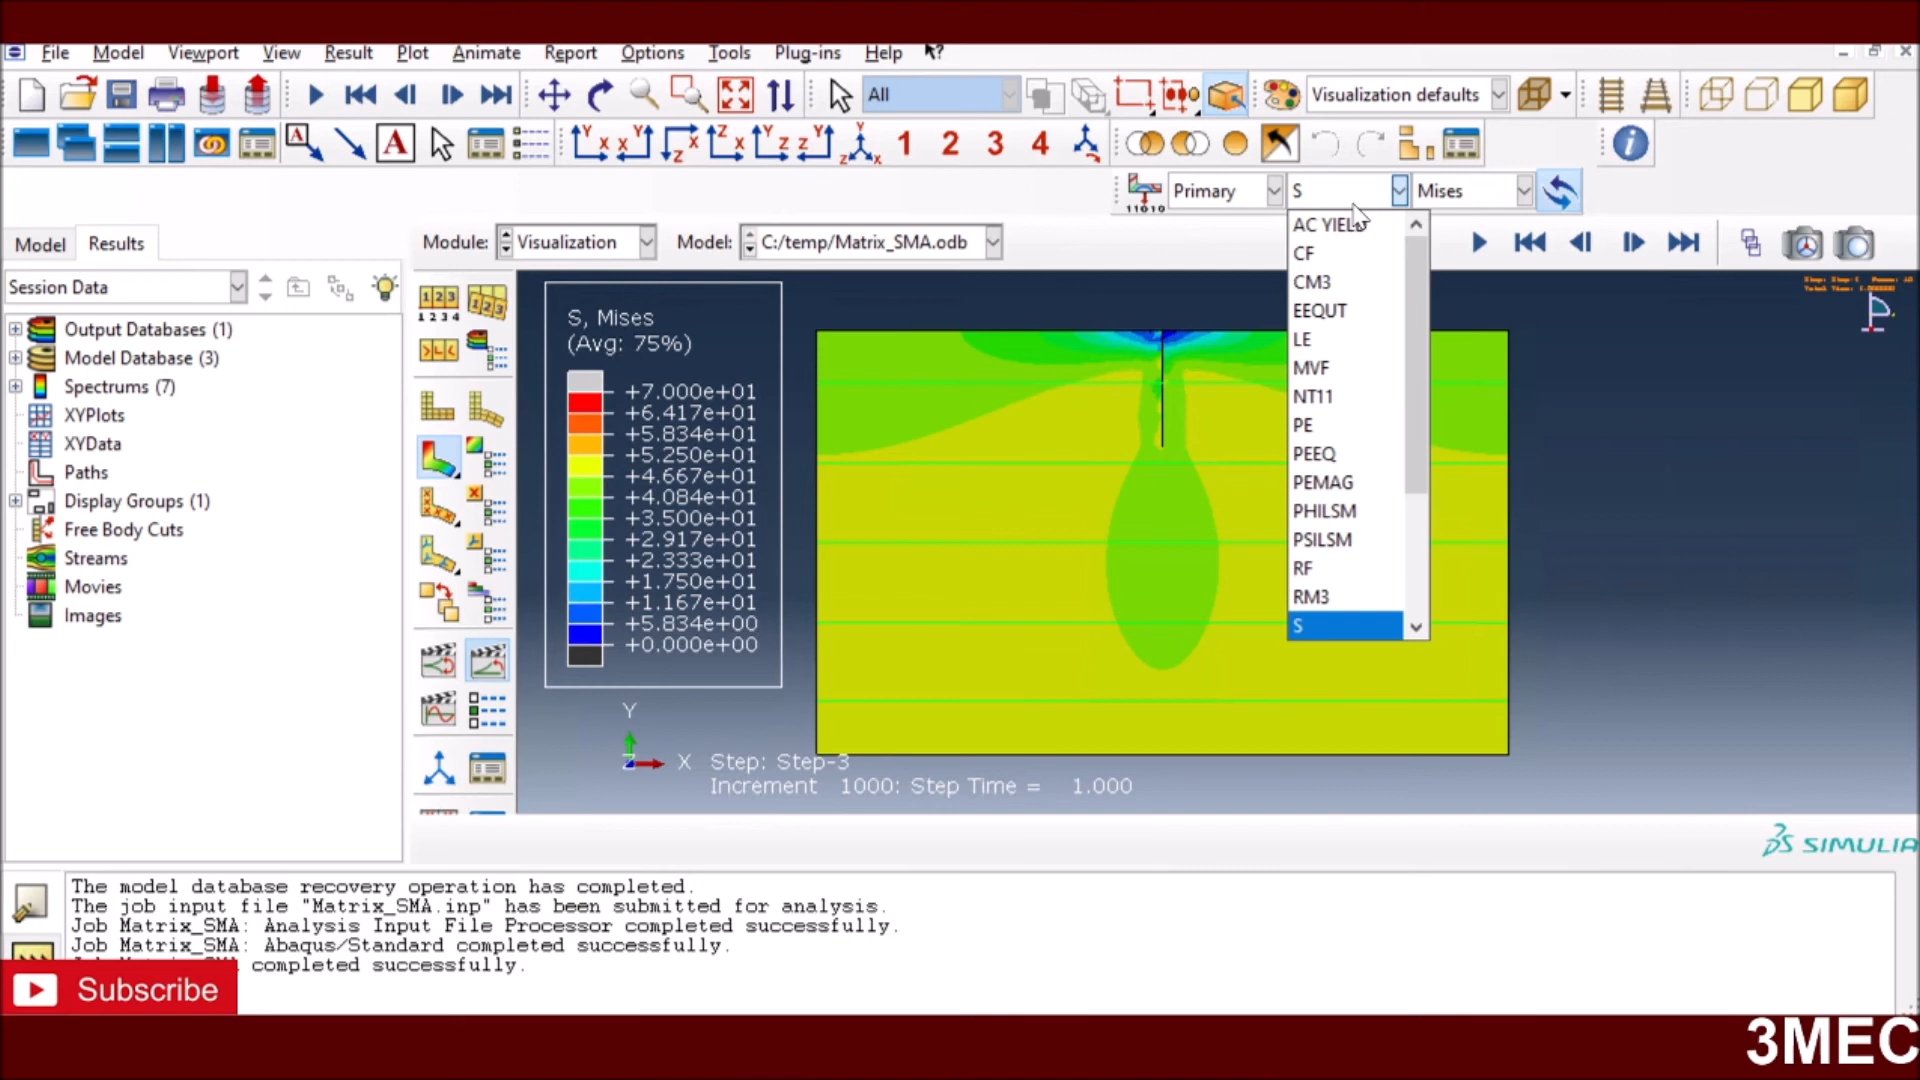 File Model Viewport View Result Plot Animate Report Options Tools Plug-ins Help
All
Visualization defaults
1 2 3 4
Primary
S
Mises
Model Results
Module: Visualization Model: C:/temp/Matrix_SMA.odb
Session Data
Output Databases (1)
Model Database (3)
Spectrums (7)
XYPlots
XYData
Paths
Display Groups (1)
Free Body Cuts
Streams
Movies
Images
S, Mises
(Avg: 75%)
+7.000e+01
+6.417e+01
+5.834e+01
+5.250e+01
+4.667e+01
+4.084e+01
+3.500e+01
+2.917e+01
+2.333e+01
+1.750e+01
+1.167e+01
+5.834e+00
+0.000e+00
AC YIELD
CF
CM3
EEQUT
LE
MVF
NT11
PE
PEEQ
PEMAG
PHILSM
PSILSM
RF
RM3
S
Y
Z
X
Step: Step-3
Increment 1000: Step Time = 1.000
SIMULIA
The model database recovery operation has completed.
The job input file "Matrix_SMA.inp" has been submitted for analysis.
Job Matrix_SMA: Analysis Input File Processor completed successfully.
Job Matrix_SMA: Abaqus/Standard completed successfully.
completed successfully.
Subscribe
3MEC